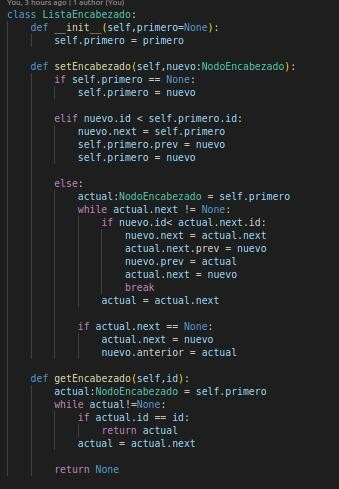 You, 3 hours ago | 1 author (You)
class ListaEncabezado:
    def __init__(self,primero=None):
        self.primero = primero

    def setEncabezado(self,nuevo:NodoEncabezado):
        if self.primero == None:
            self.primero = nuevo

        elif nuevo.id < self.primero.id:
            nuevo.next = self.primero
            self.primero.prev = nuevo
            self.primero = nuevo

        else:
            actual:NodoEncabezado = self.primero
            while actual.next != None:
                if nuevo.id< actual.next.id:
                    nuevo.next = actual.next
                    actual.next.prev = nuevo
                    nuevo.prev = actual
                    actual.next = nuevo
                    break
                actual = actual.next

            if actual.next == None:
                actual.next = nuevo
                nuevo.anterior = actual

    def getEncabezado(self,id):
        actual:NodoEncabezado = self.primero
        while actual!=None:
            if actual.id == id:
                return actual
            actual = actual.next

        return None